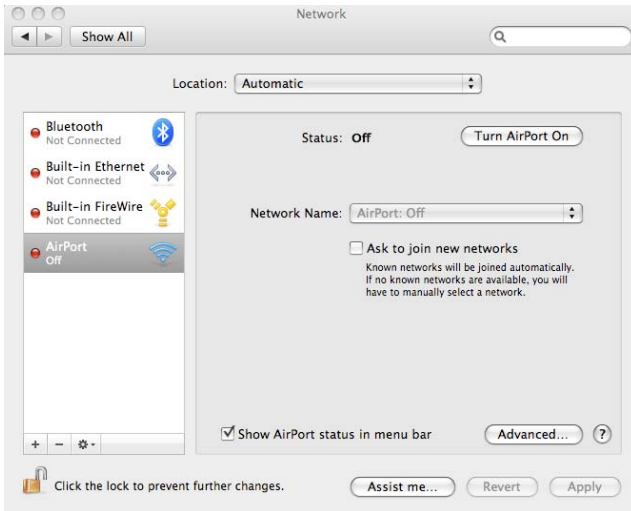 Network
Show All
Location: Automatic
Bluetooth
Not Connected
Built-in Ethernet
Not Connected
Built-in FireWire
Not Connected
AirPort
Off
Status: Off
Turn AirPort On
Network Name: AirPort: Off
Ask to join new networks
Known networks will be joined automatically.
If no known networks are available, you will
have to manually select a network.
Show AirPort status in menu bar
Advanced...
?
Click the lock to prevent further changes.
Assist me...
Revert
Apply